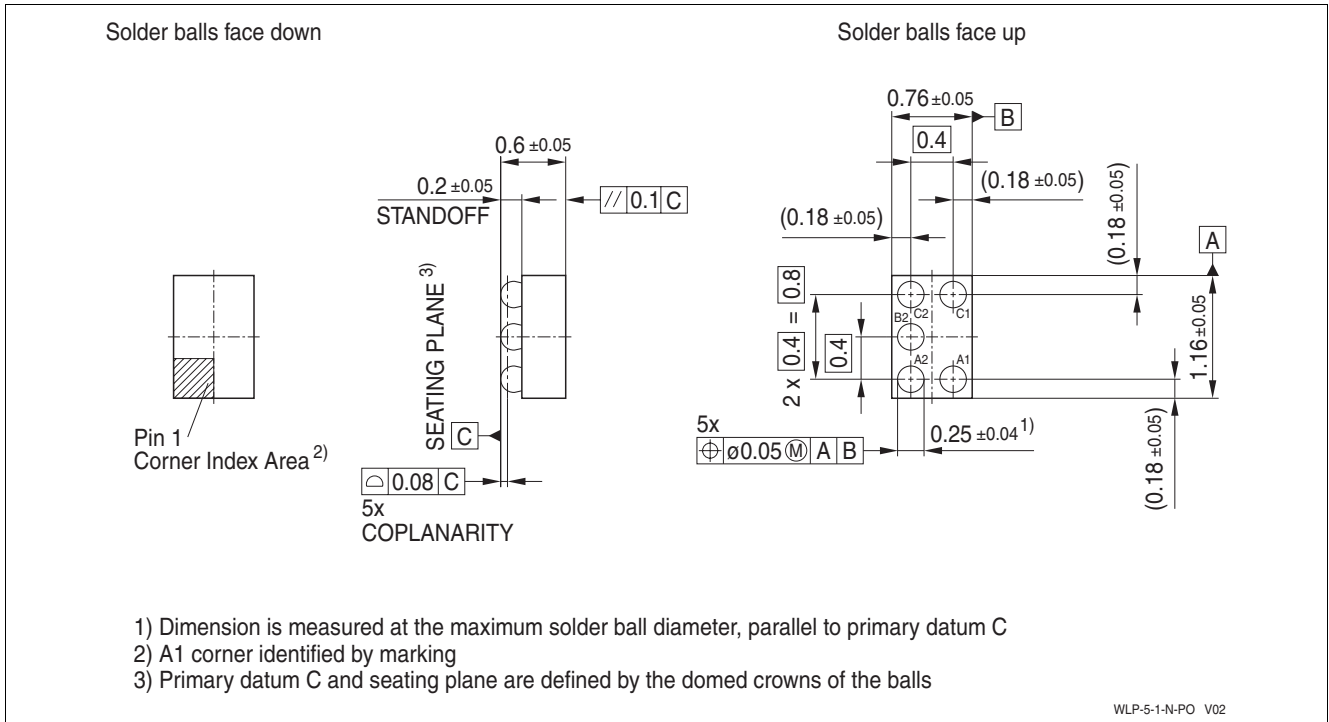 Solder balls face down
Solder balls face up
0.6 ±0.05
0.2 ±0.05
STANDOFF
// 0.1 C
SEATING PLANE 3)
C
⌓ 0.08 C
5x
COPLANARITY
Pin 1
Corner Index Area 2)
0.76 ±0.05
B
0.4
(0.18 ±0.05)
(0.18 ±0.05)
(0.18 ±0.05)
A
2 x 0.4 = 0.8
0.4
B2 C2
C1
A2
A1
1.16 ±0.05
(0.18 ±0.05)
5x
⌖ ø0.05 Ⓜ A B
0.25 ±0.04 1)
1) Dimension is measured at the maximum solder ball diameter, parallel to primary datum C
2) A1 corner identified by marking
3) Primary datum C and seating plane are defined by the domed crowns of the balls
WLP-5-1-N-PO V02